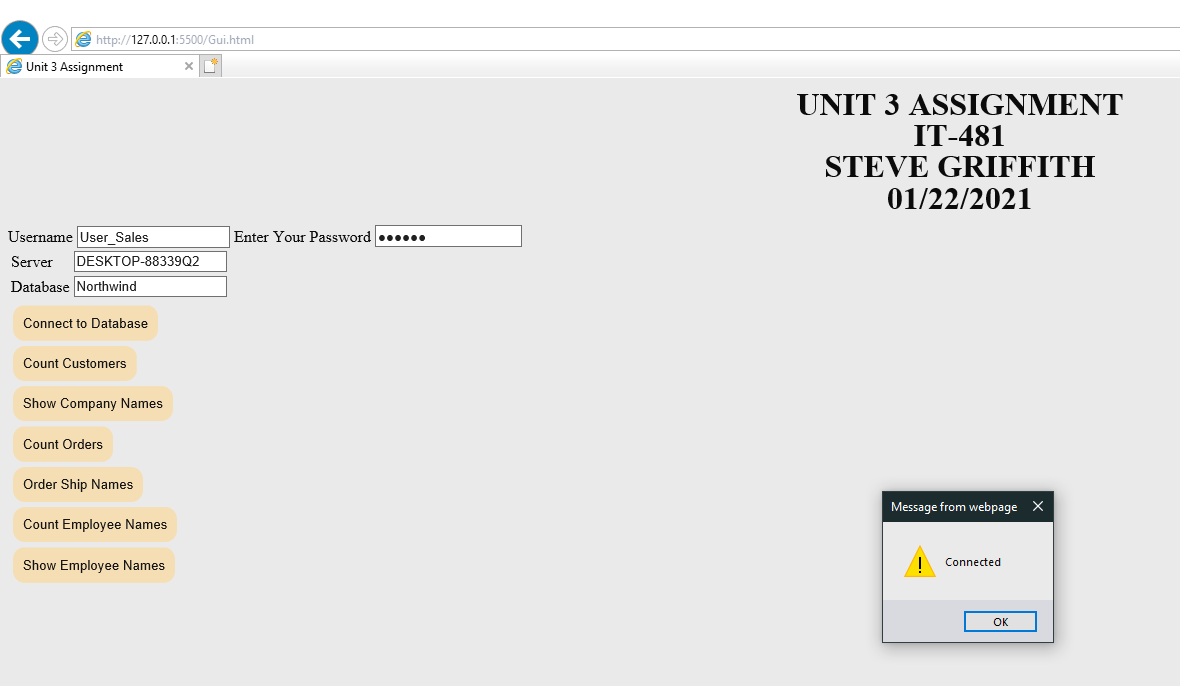 http://127.0.0.1:5500/Gui.html
Unit 3 Assignment
UNIT 3 ASSIGNMENT
IT-481
STEVE GRIFFITH
01/22/2021
Username User_Sales Enter Your Password ●●●●●●
Server DESKTOP-88339Q2
Database Northwind
Connect to Database
Count Customers
Show Company Names
Count Orders
Order Ship Names
Count Employee Names
Show Employee Names
Message from webpage
Connected
OK